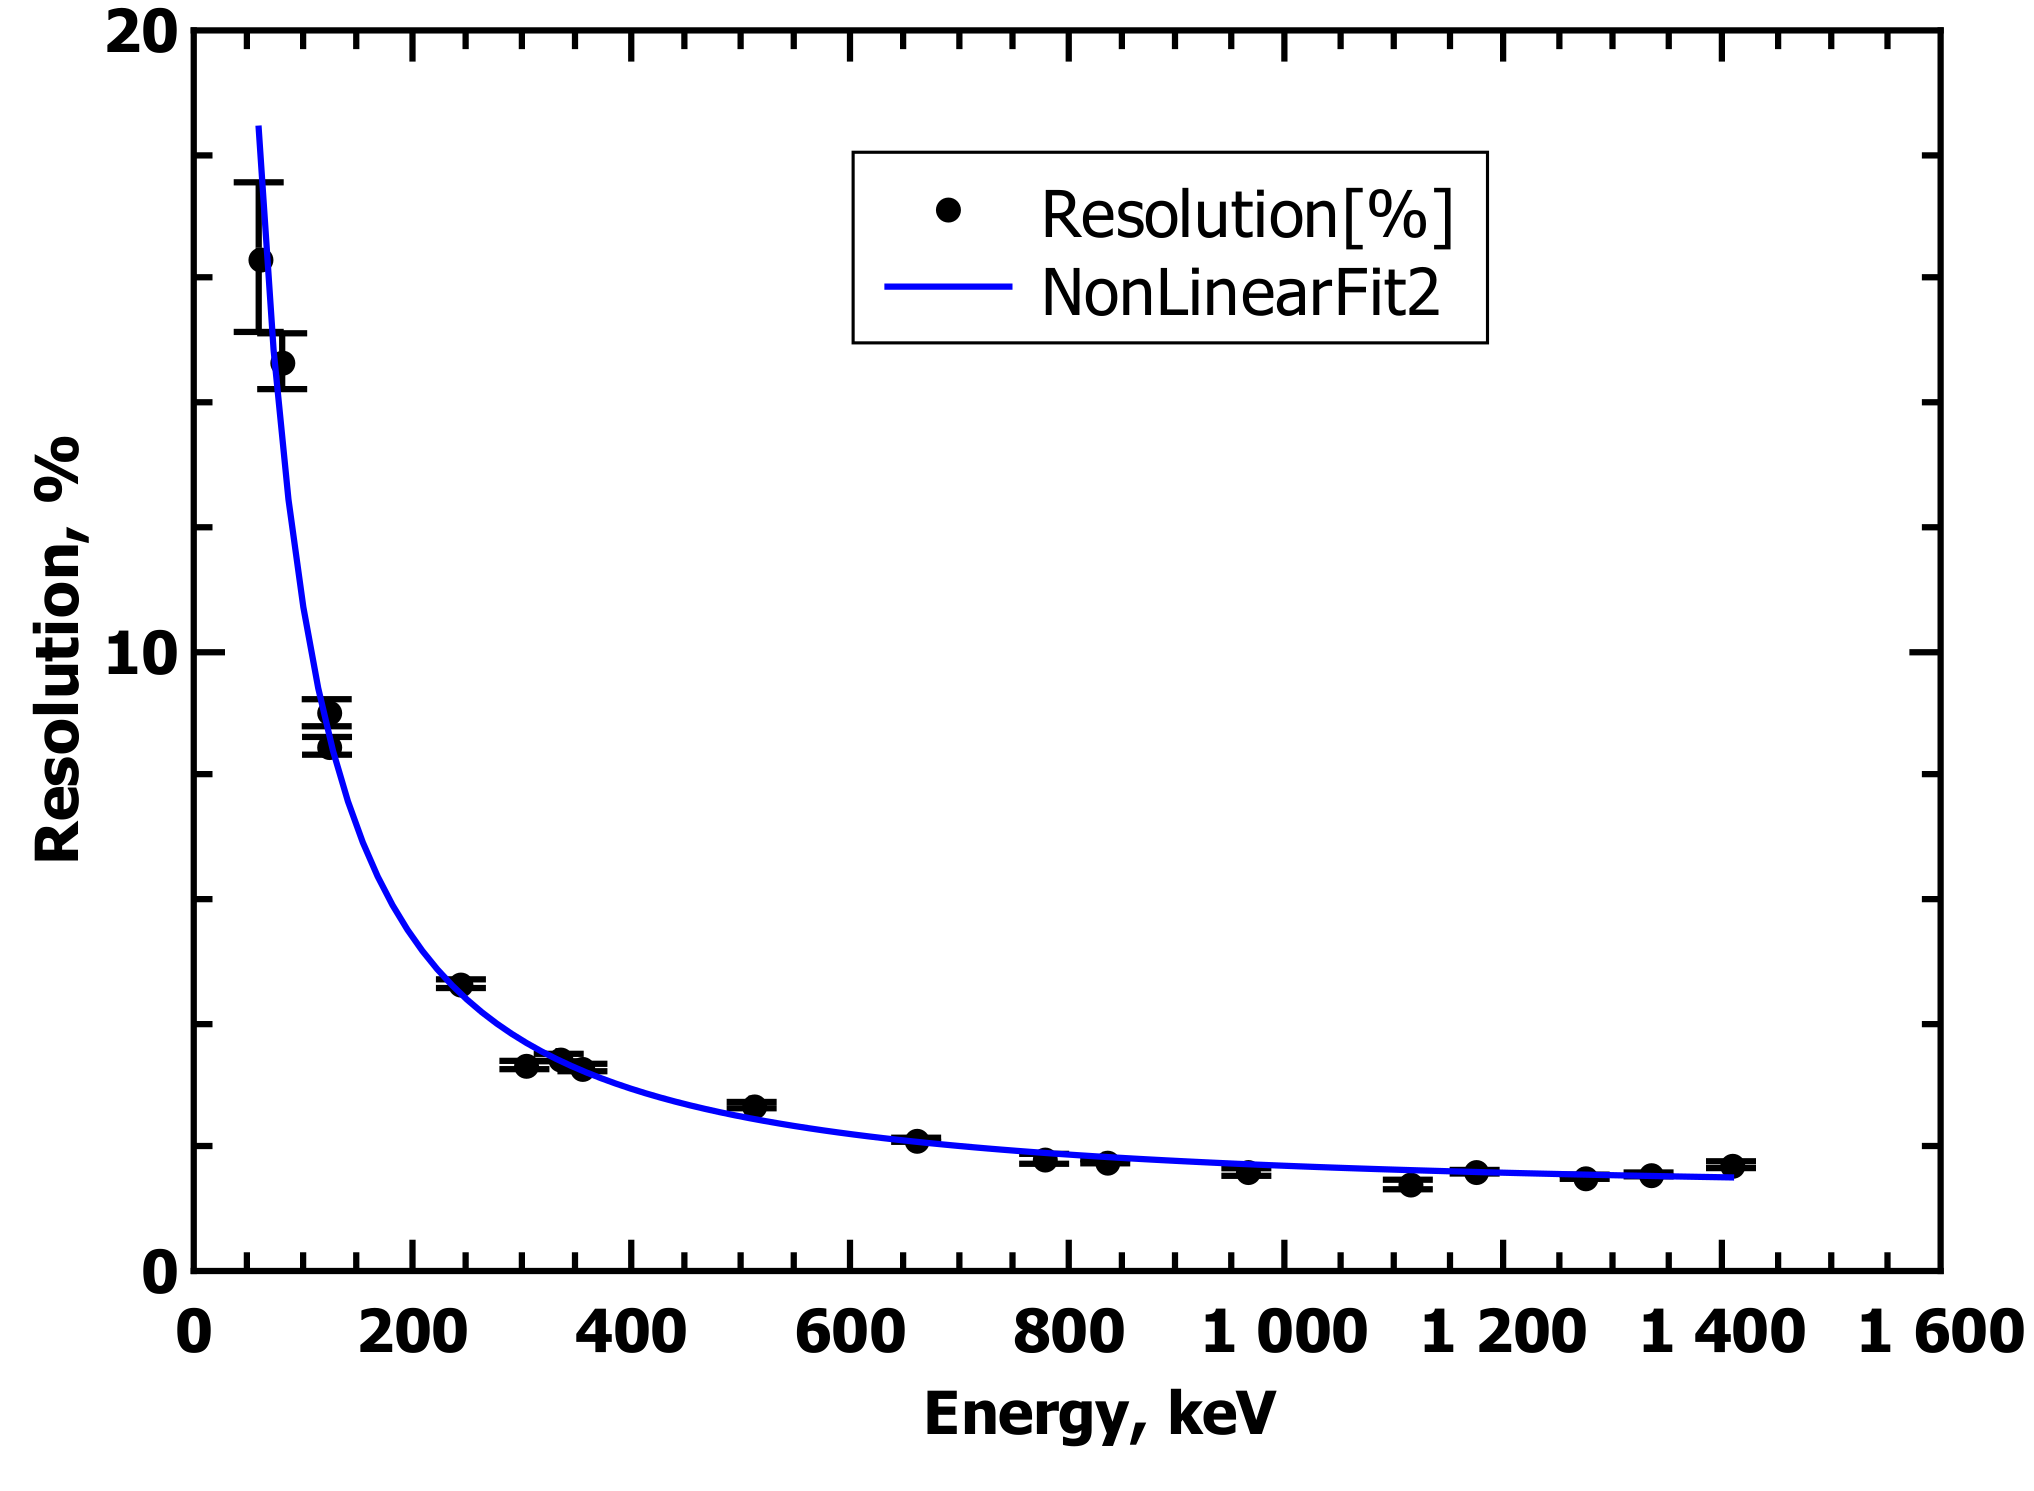 20
10
0
Resolution, %
Resolution[%]
NonLinearFit2
0 200 400 600 800 1 000 1 200 1 400 1 600
Energy, keV